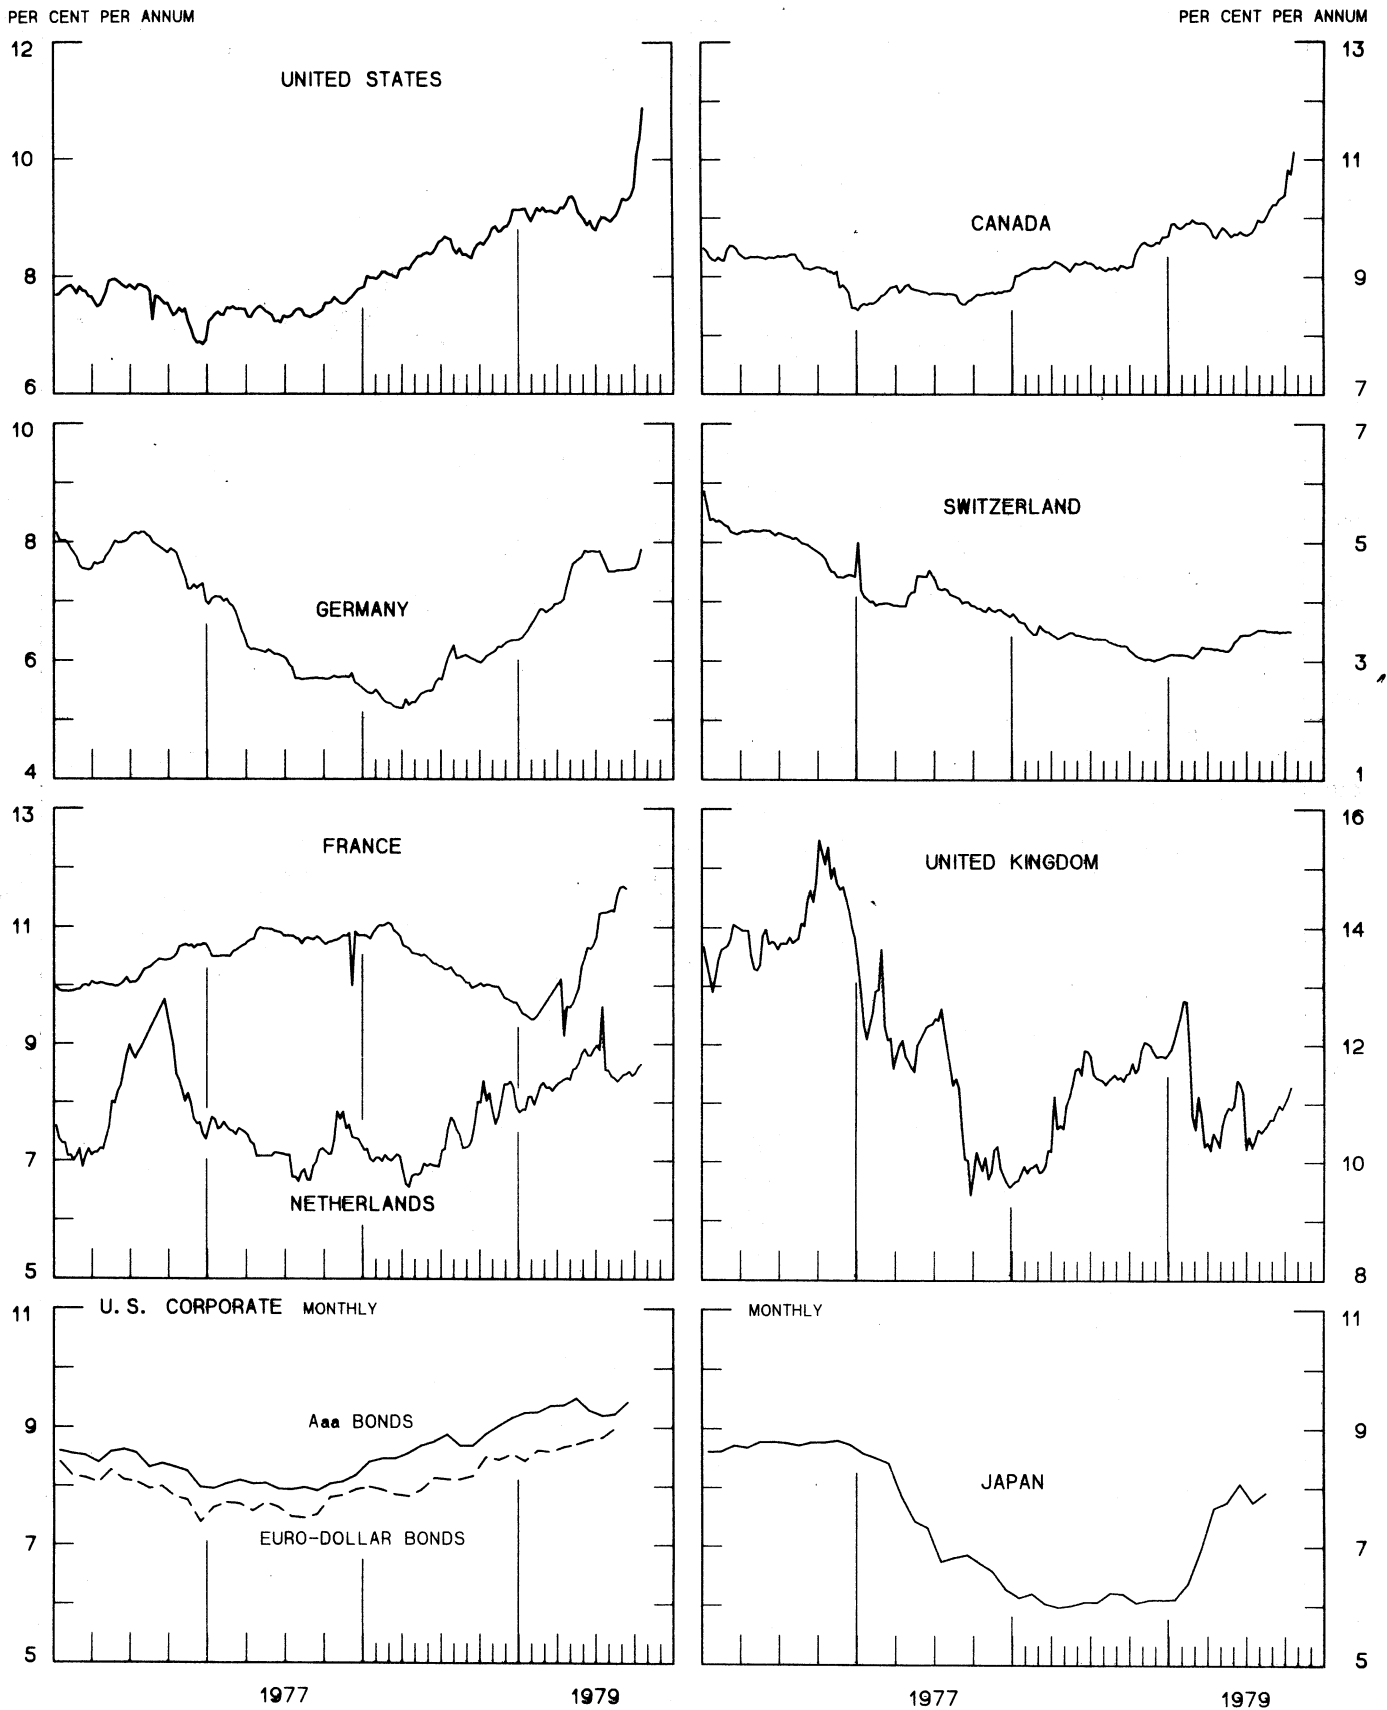 PER CENT PER ANNUM
PER CENT PER ANNUM
12
10
8
6
UNITED STATES
13
11
9
7
CANADA
10
8
6
4
GERMANY
7
5
3
1
SWITZERLAND
13
11
9
7
5
FRANCE
NETHERLANDS
16
14
12
10
8
UNITED KINGDOM
11
9
7
5
U.S. CORPORATE MONTHLY
Aaa BONDS
EURO-DOLLAR BONDS
11
9
7
5
MONTHLY
JAPAN
1977
1979
1977
1979